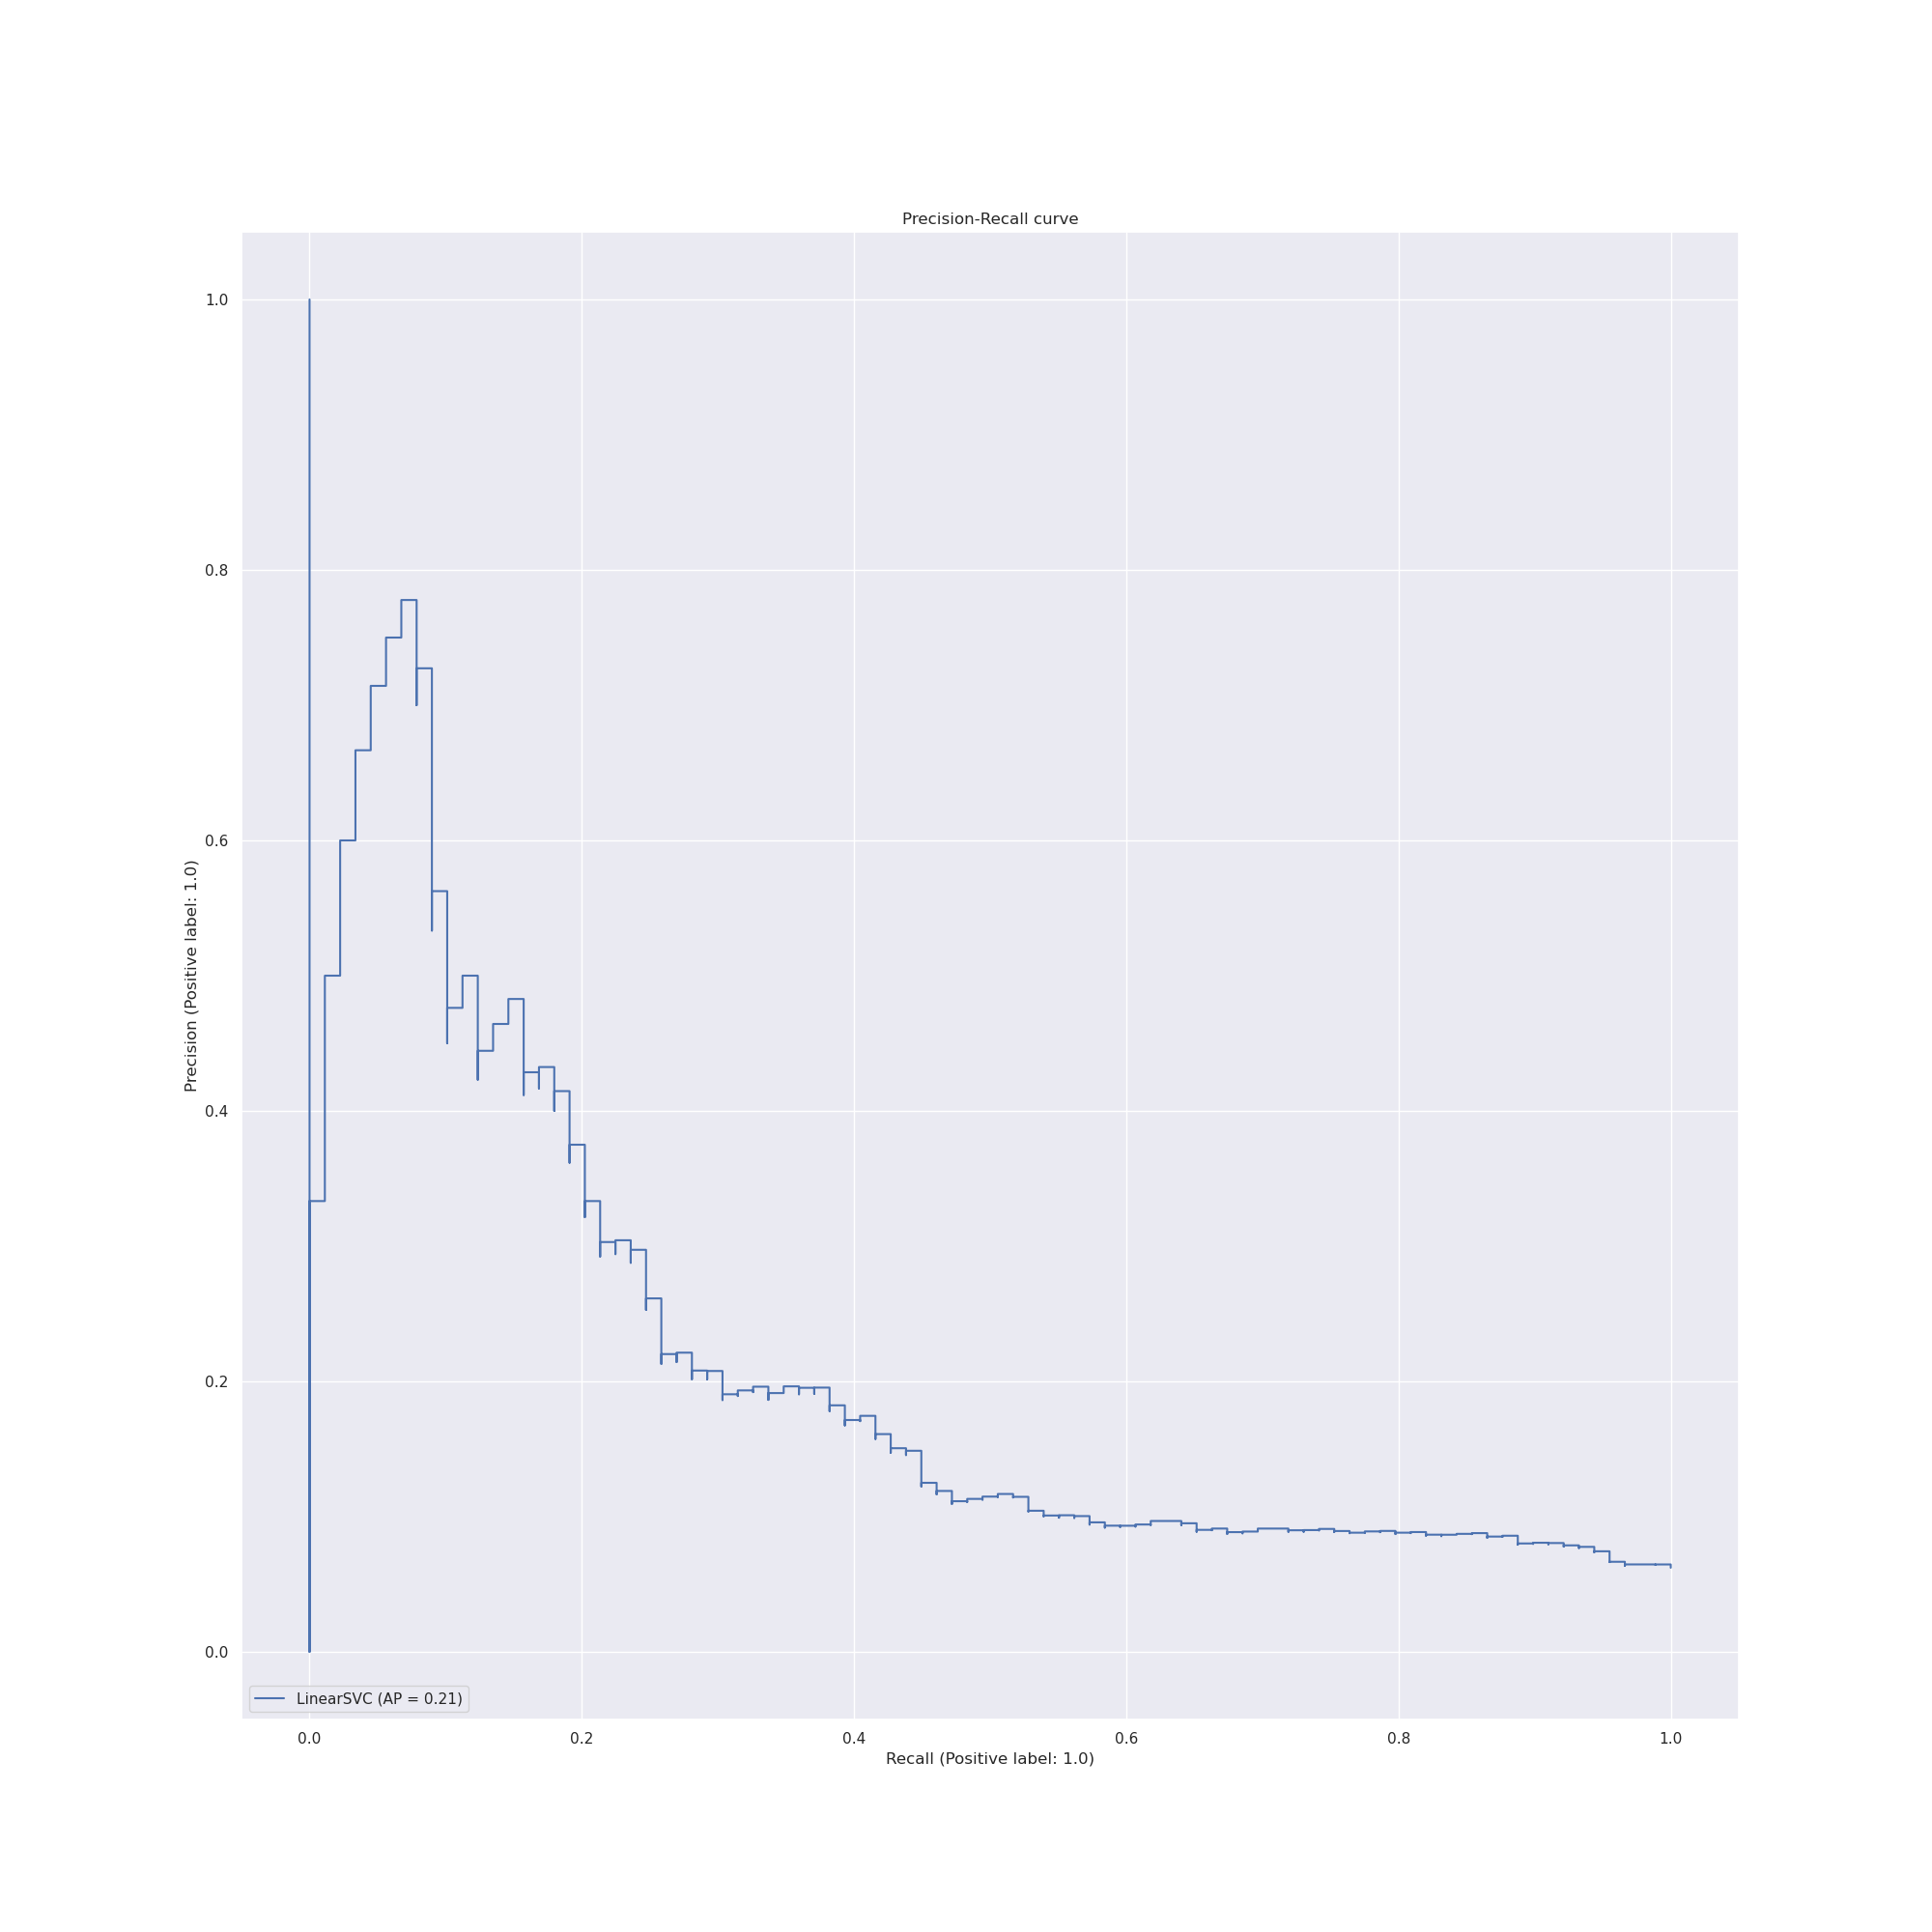 Precision-Recall curve
1.0
0.8
0.6
0.4
0.2
0.0
Precision (Positive label: 1.0)
LinearSVC (AP = 0.21)
0.0 0.2 0.4 0.6 0.8 1.0
Recall (Positive label: 1.0)